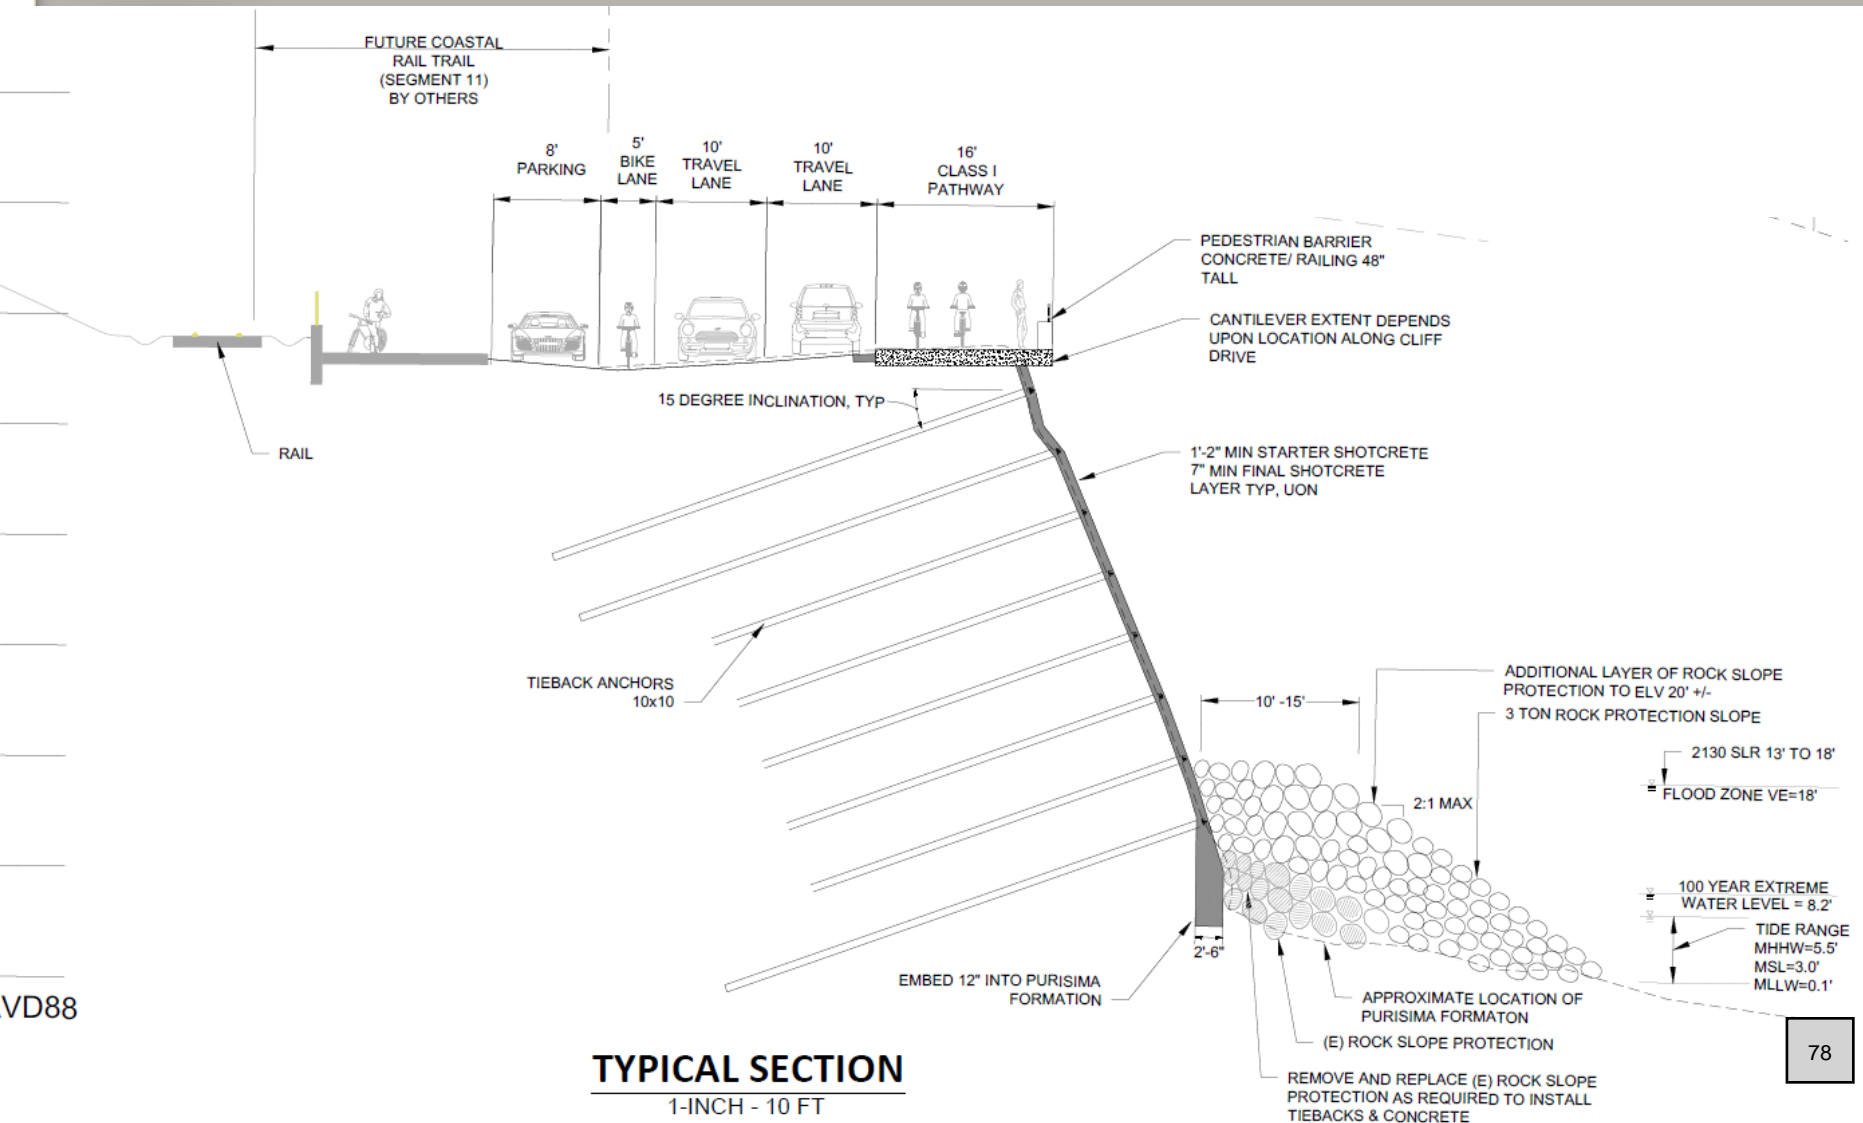 FUTURE COASTAL
RAIL TRAIL
(SEGMENT 11)
BY OTHERS
8'
PARKING
5'
BIKE
LANE
10'
TRAVEL
LANE
10'
TRAVEL
LANE
16'
CLASS I
PATHWAY
PEDESTRIAN BARRIER
CONCRETE/ RAILING 48"
TALL
CANTILEVER EXTENT DEPENDS
UPON LOCATION ALONG CLIFF
DRIVE
15 DEGREE INCLINATION, TYP
RAIL
1'-2" MIN STARTER SHOTCRETE
7" MIN FINAL SHOTCRETE
LAYER TYP, UON
TIEBACK ANCHORS
10x10
ADDITIONAL LAYER OF ROCK SLOPE
PROTECTION TO ELV 20' +/-
10' -15'
3 TON ROCK PROTECTION SLOPE
2130 SLR 13' TO 18'
FLOOD ZONE VE=18'
2:1 MAX
100 YEAR EXTREME
WATER LEVEL = 8.2'
TIDE RANGE
MHHW=5.5'
MSL=3.0'
MLLW=0.1'
2'-6"
EMBED 12" INTO PURISIMA
FORMATION
APPROXIMATE LOCATION OF
PURISIMA FORMATON
(E) ROCK SLOPE PROTECTION
REMOVE AND REPLACE (E) ROCK SLOPE
PROTECTION AS REQUIRED TO INSTALL
TIEBACKS & CONCRETE
VD88
TYPICAL SECTION
1-INCH - 10 FT
78